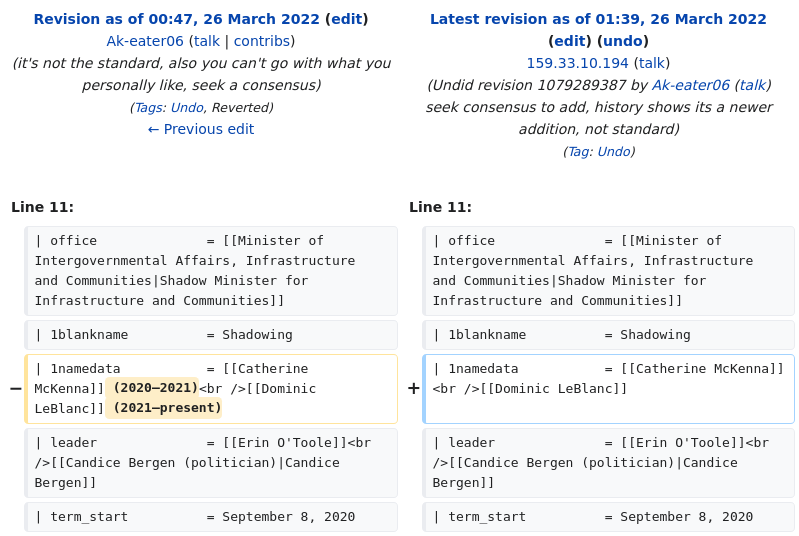 Revision as of 00:47, 26 March 2022 (edit)
Ak-eater06 (talk | contribs)
(it's not the standard, also you can't go with what you
personally like, seek a consensus)
(Tags: Undo, Reverted)
← Previous edit
Latest revision as of 01:39, 26 March 2022
(edit) (undo)
159.33.10.194 (talk)
(Undid revision 1079289387 by Ak-eater06 (talk)
seek consensus to add, history shows its a newer
addition, not standard)
(Tag: Undo)
Line 11:
| office = [[Minister of
Intergovernmental Affairs, Infrastructure
and Communities|Shadow Minister for
Infrastructure and Communities]]
| 1blankname = Shadowing
− | 1namedata = [[Catherine
McKenna]] (2020–2021)<br />[[Dominic
LeBlanc]] (2021–present)
| leader = [[Erin O'Toole]]<br
/>[[Candice Bergen (politician)|Candice
Bergen]]
| term_start = September 8, 2020
Line 11:
| office = [[Minister of
Intergovernmental Affairs, Infrastructure
and Communities|Shadow Minister for
Infrastructure and Communities]]
| 1blankname = Shadowing
+ | 1namedata = [[Catherine McKenna]]
<br />[[Dominic LeBlanc]]
| leader = [[Erin O'Toole]]<br
/>[[Candice Bergen (politician)|Candice
Bergen]]
| term_start = September 8, 2020